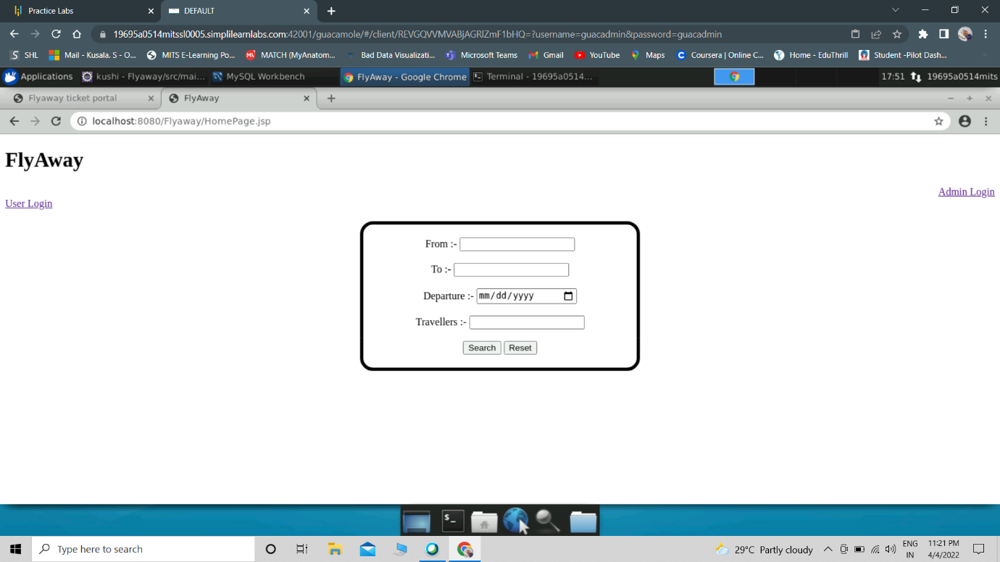 Practice Labs
DEFAULT
19695a0514mitssl0005.simplilearnlabs.com:42001/guacamole/#/client/REVGQVVMVABjAGRlZmF1bHQ=?username=guacadmin&password=guacadmin
SHL
Mail - Kusala. S - O...
MITS E-Learning Po...
MATCH (MyAnatom...
Bad Data Visualizati...
Microsoft Teams
Gmail
YouTube
Maps
Coursera | Online C...
Home - EduThrill
Student -Pilot Dash...
Applications
kushi - Flyaway/src/mai...
MySQL Workbench
FlyAway - Google Chrome
Terminal - 19695a0514...
17:51
19695a0514mits
Flyaway ticket portal
FlyAway
localhost:8080/Flyaway/HomePage.jsp
FlyAway
Admin Login
User Login
From :-
To :-
Departure :- mm/dd/yyyy
Travellers :-
Search Reset
Type here to search
29°C Partly cloudy
ENG
IN
11:21 PM
4/4/2022